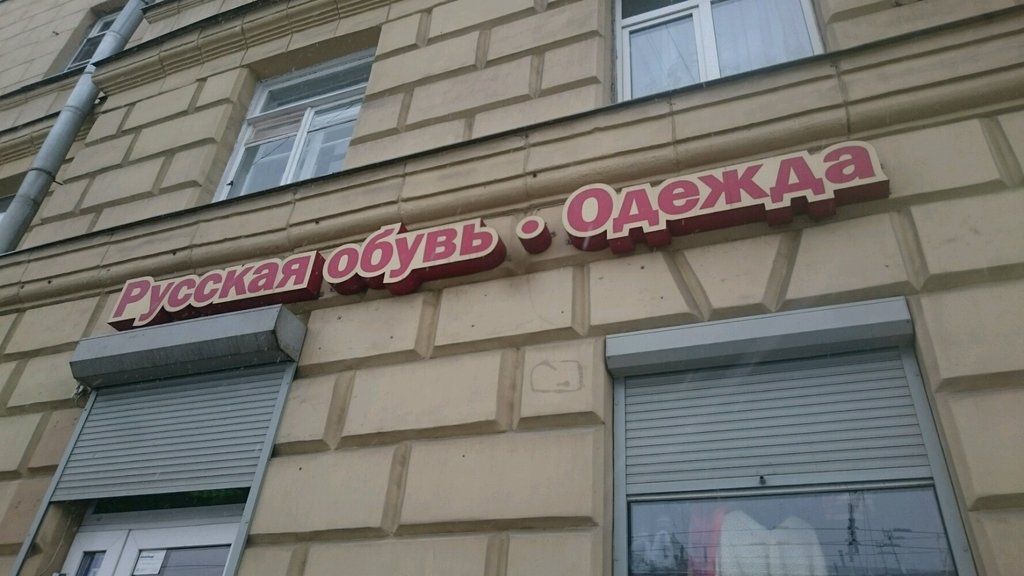 Русская обувь • Одежда